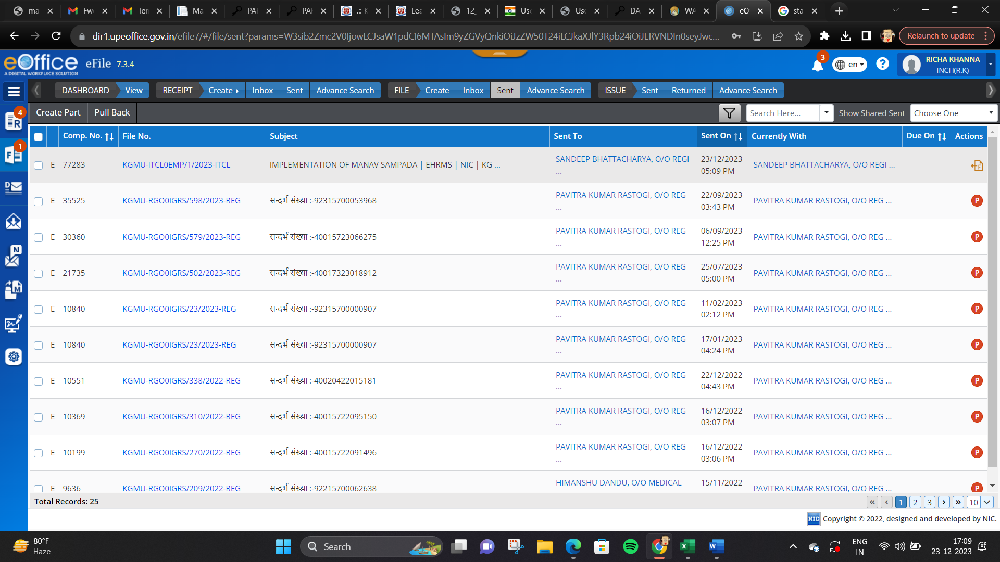 ma
Fw
Ten
Ma
PAI
PAI
.:: K
Lea
12_
Use
Use
DA
WA
eO
sta
dir1.upeoffice.gov.in/efile7/#/file/sent?params=
Relaunch to update
eOffice
A DIGITAL WORKPLACE SOLUTION
eFile 7.3.4
3
en
RICHA KHANNA
INCH(R.K)
DASHBOARD View RECEIPT Create Inbox Sent Advance Search FILE Create Inbox Sent Advance Search ISSUE Sent Returned Advance Search
4
1
Create Part Pull Back Search Here... Show Shared Sent Choose One
Comp. No. File No. Subject Sent To Sent On Currently With Due On Actions
E 77283 KGMU-ITCL0EMP/1/2023-ITCL IMPLEMENTATION OF MANAV SAMPADA | EHRMS | NIC | KG ... SANDEEP BHATTACHARYA, O/O REGI ... 23/12/2023 05:09 PM SANDEEP BHATTACHARYA, O/O REGI ...
E 35525 KGMU-RGO0IGRS/598/2023-REG सन्दर्भ संख्या :-92315700053968 PAVITRA KUMAR RASTOGI, O/O REG ... 22/09/2023 03:43 PM PAVITRA KUMAR RASTOGI, O/O REG ... P
E 30360 KGMU-RGO0IGRS/579/2023-REG सन्दर्भ संख्या :-40015723066275 PAVITRA KUMAR RASTOGI, O/O REG ... 06/09/2023 12:25 PM PAVITRA KUMAR RASTOGI, O/O REG ... P
E 21735 KGMU-RGO0IGRS/502/2023-REG सन्दर्भ संख्या :-40017323018912 PAVITRA KUMAR RASTOGI, O/O REG ... 25/07/2023 05:00 PM PAVITRA KUMAR RASTOGI, O/O REG ... P
E 10840 KGMU-RGO0IGRS/23/2023-REG सन्दर्भ संख्या :-92315700000907 PAVITRA KUMAR RASTOGI, O/O REG ... 11/02/2023 02:12 PM PAVITRA KUMAR RASTOGI, O/O REG ... P
E 10840 KGMU-RGO0IGRS/23/2023-REG सन्दर्भ संख्या :-92315700000907 PAVITRA KUMAR RASTOGI, O/O REG ... 17/01/2023 04:24 PM PAVITRA KUMAR RASTOGI, O/O REG ... P
E 10551 KGMU-RGO0IGRS/338/2022-REG सन्दर्भ संख्या :-40020422015181 PAVITRA KUMAR RASTOGI, O/O REG ... 22/12/2022 04:43 PM PAVITRA KUMAR RASTOGI, O/O REG ... P
E 10369 KGMU-RGO0IGRS/310/2022-REG सन्दर्भ संख्या :-40015722095150 PAVITRA KUMAR RASTOGI, O/O REG ... 16/12/2022 03:07 PM PAVITRA KUMAR RASTOGI, O/O REG ... P
E 10199 KGMU-RGO0IGRS/270/2022-REG सन्दर्भ संख्या :-40015722091496 PAVITRA KUMAR RASTOGI, O/O REG ... 16/12/2022 03:06 PM PAVITRA KUMAR RASTOGI, O/O REG ... P
E 9636 KGMU-RGO0IGRS/209/2022-REG सन्दर्भ संख्या :-92215700062638 HIMANSHU DANDU, O/O MEDICAL 15/11/2022 PAVITRA KUMAR RASTOGI, O/O REG ... P
Total Records: 25 « ‹ 1 2 3 › » 10
NIC Copyright © 2022, designed and developed by NIC.
80°F
Haze
Search
ENG
IN
17:09
23-12-2023